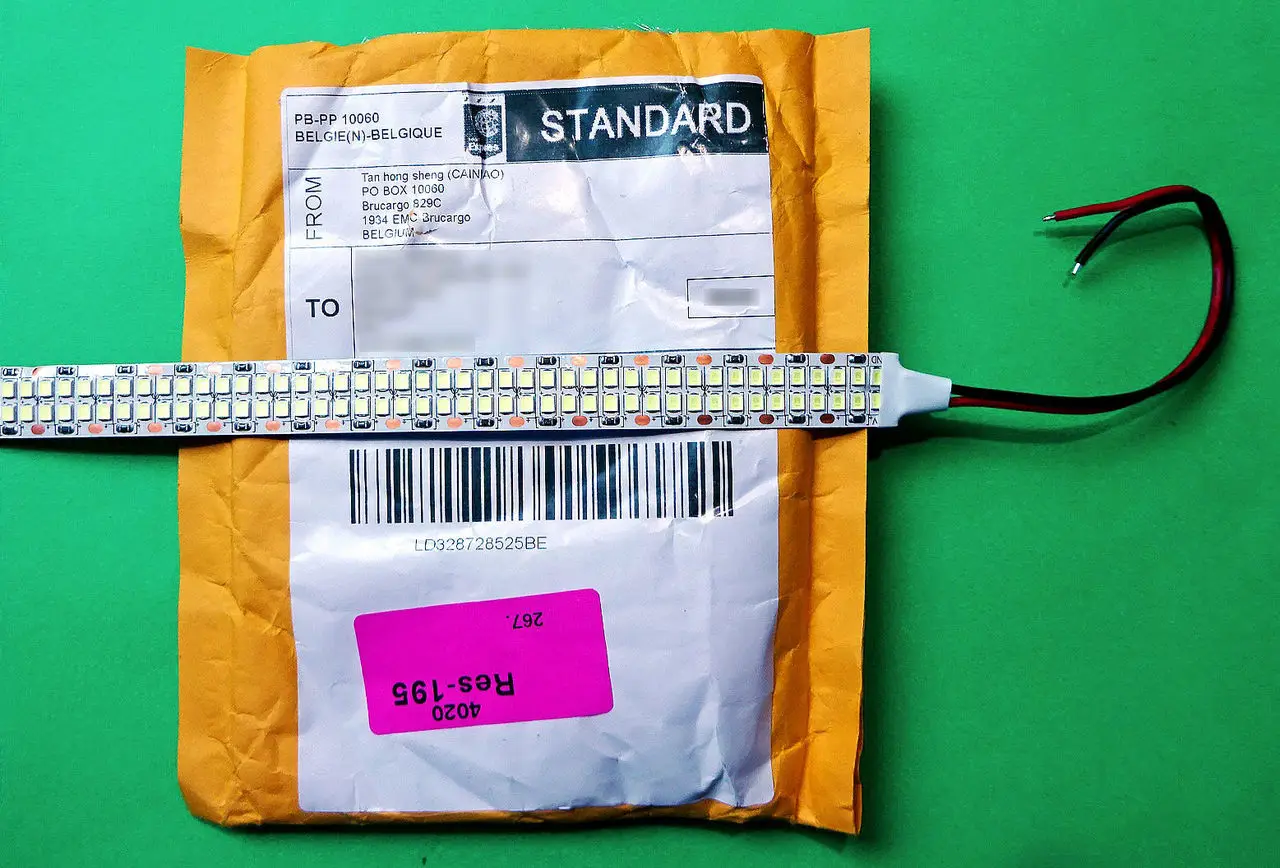 PB-PP 10060
BELGIE(N)-BELGIQUE
Express
STANDARD
FROM
Tan hong sheng (CAINIAO)
PO BOX 10060
Brucargo 829C
1934 EMC Brucargo
BELGIUM
TO
LD328728525BE
267.
Res-195
4020